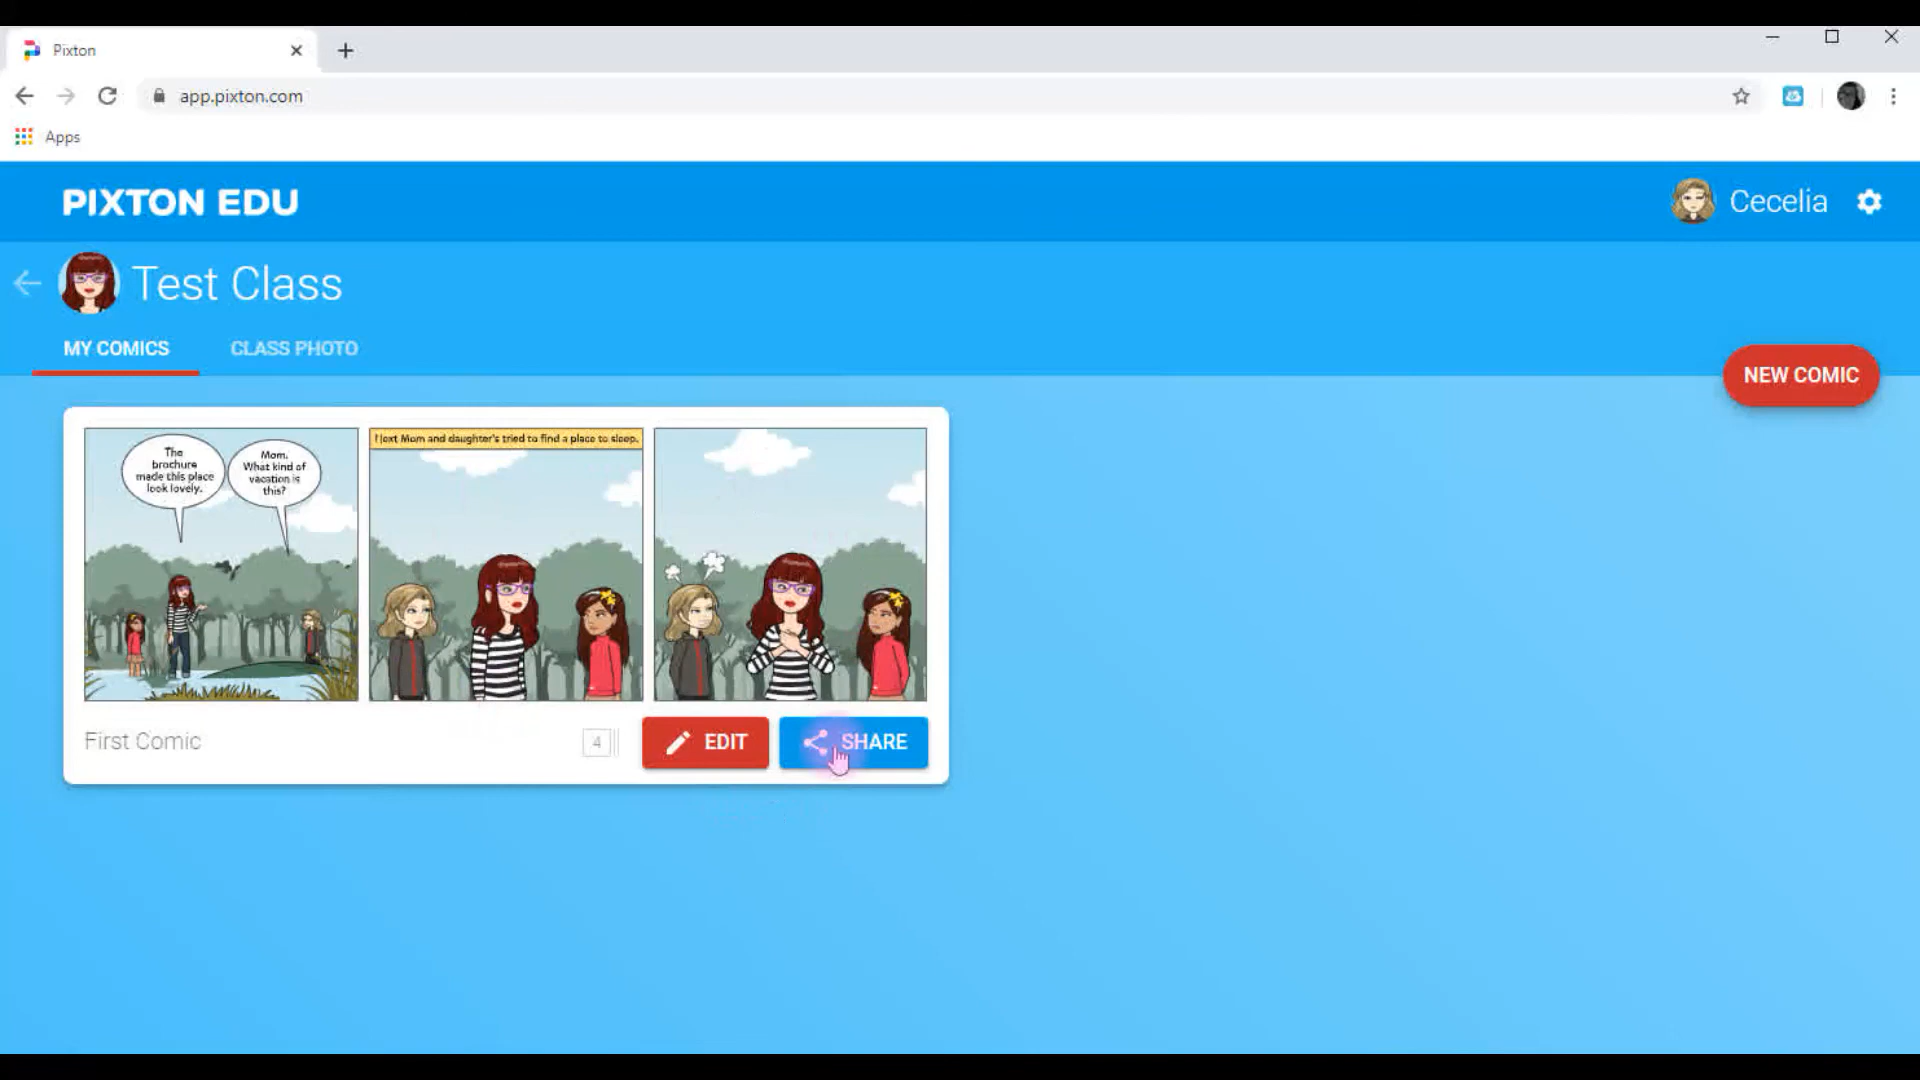 Pixton
app.pixton.com
Apps
PIXTON EDU
Cecelia
Test Class
MY COMICS
CLASS PHOTO
NEW COMIC
The
brochure
made this place
look lovely.
Mom.
What kind of
vacation is
this?
Next Mom and daughter's tried to find a place to sleep.
First Comic
4
EDIT
SHARE